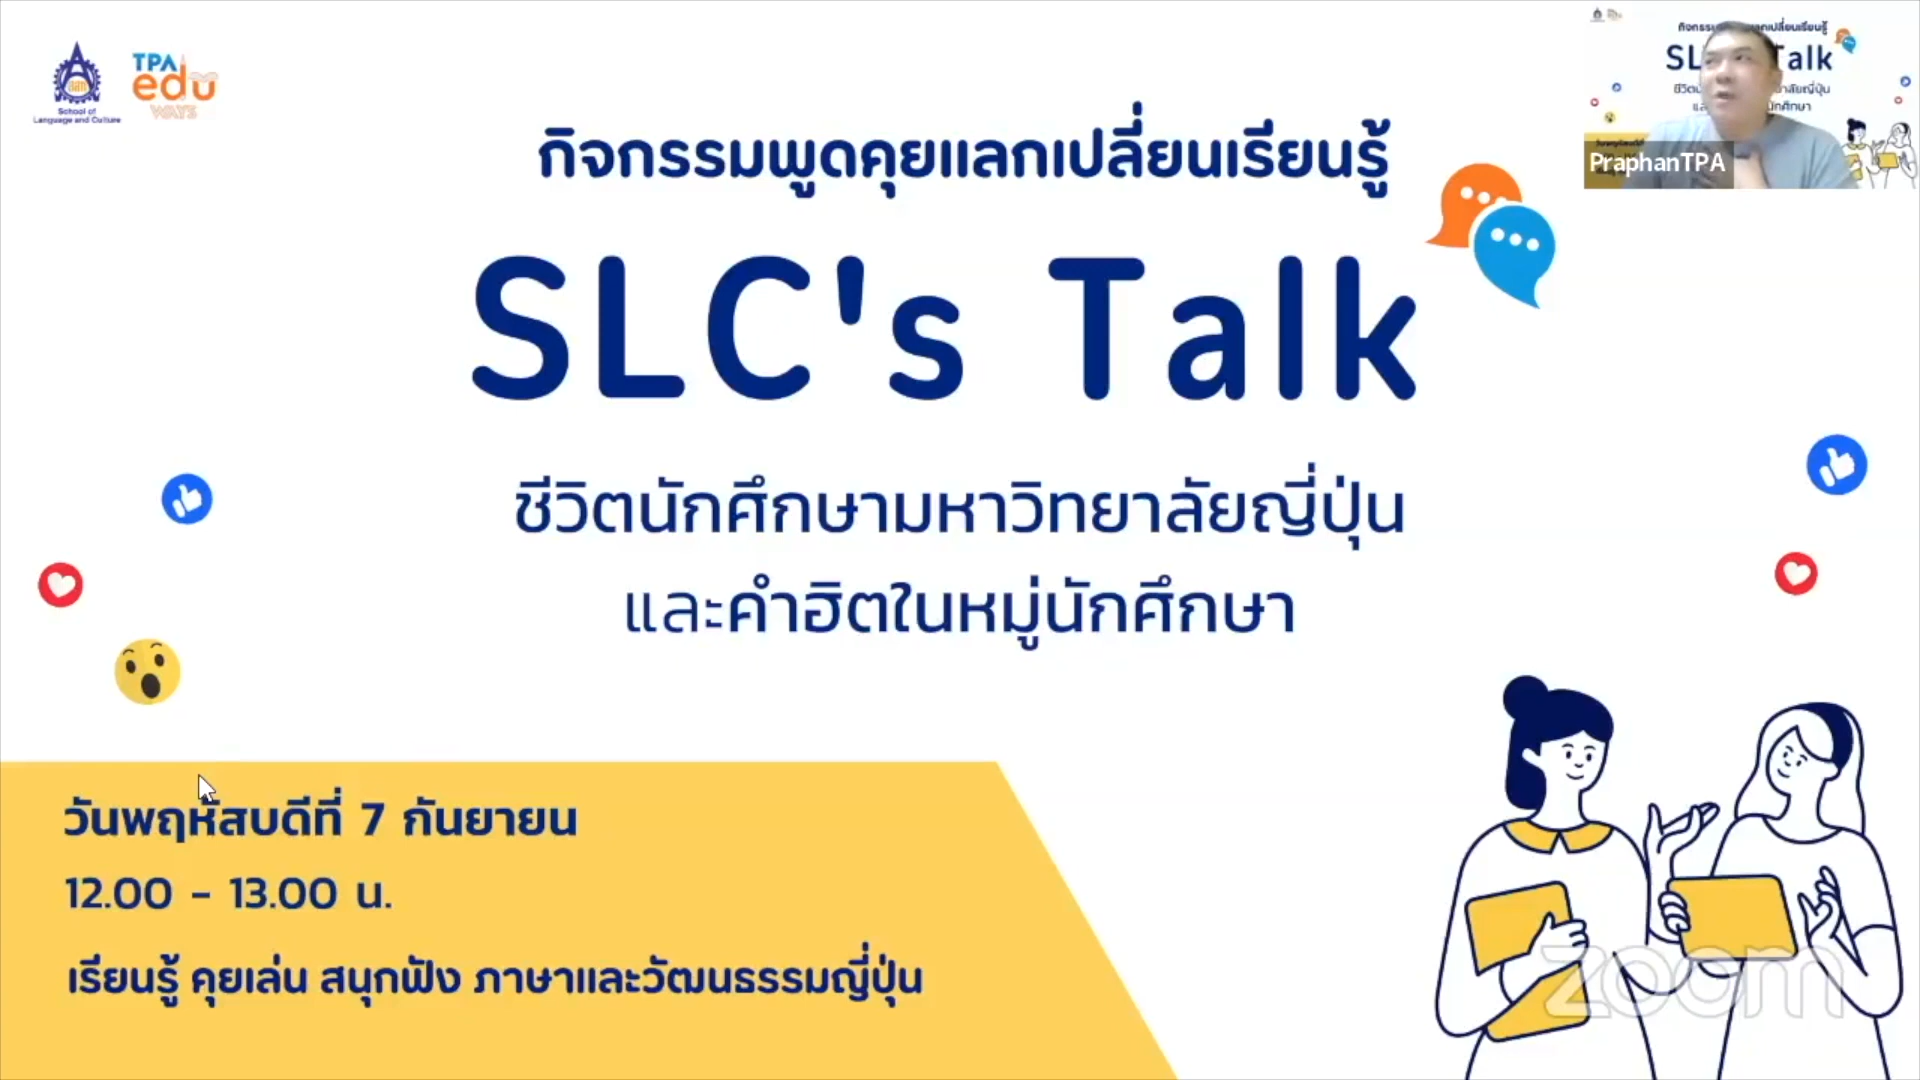 ส.ส.ท.
School of
Language and Culture
TPA
edu
WAYS
กิจกรรมพูดคุยแลกเปลี่ยนเรียนรู้
SLC's Talk
ชีวิตนักศึกษามหาวิทยาลัยญี่ปุ่น
และคำฮิตในหมู่นักศึกษา
PraphanTPA
วันพฤหัสบดีที่ 7 กันยายน
12.00 - 13.00 น.
เรียนรู้ คุยเล่น สนุกฟัง ภาษาและวัฒนธรรมญี่ปุ่น
zoom